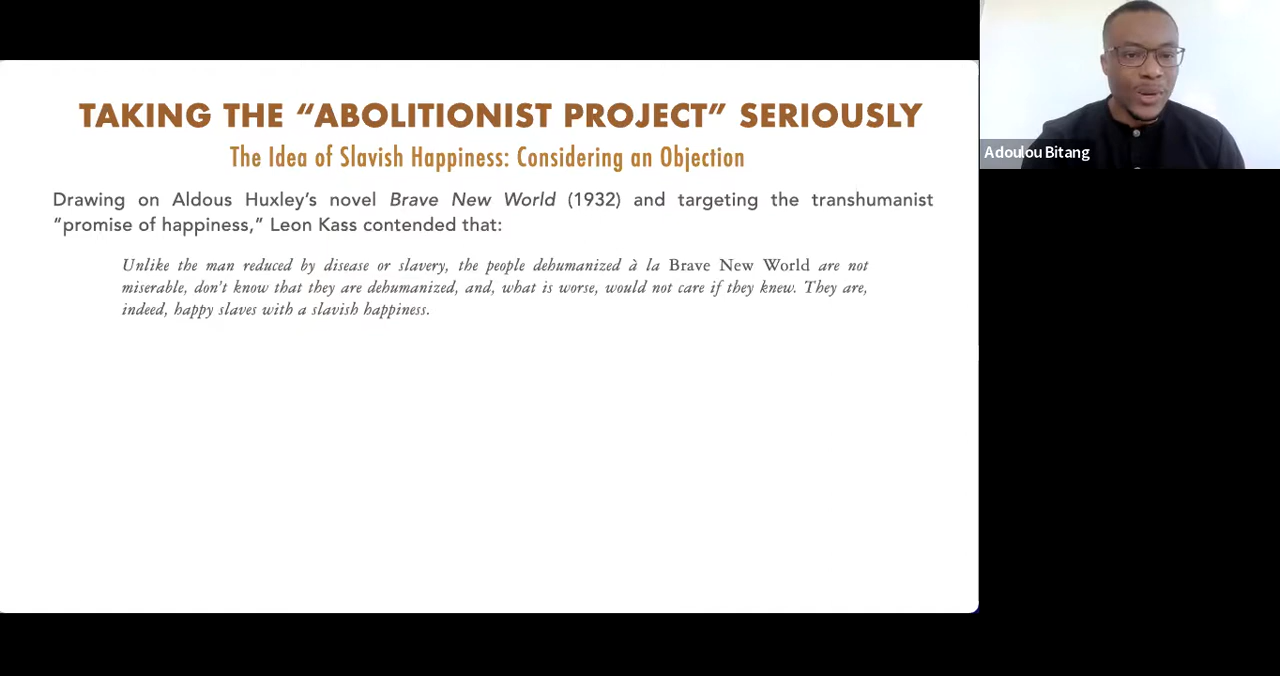 TAKING THE “ABOLITIONIST PROJECT” SERIOUSLY
The Idea of Slavish Happiness: Considering an Objection
Drawing on Aldous Huxley’s novel Brave New World (1932) and targeting the transhumanist
“promise of happiness,” Leon Kass contended that:
Unlike the man reduced by disease or slavery, the people dehumanized à la Brave New World are not
miserable, don’t know that they are dehumanized, and, what is worse, would not care if they knew. They are,
indeed, happy slaves with a slavish happiness.
Adoulou Bitang